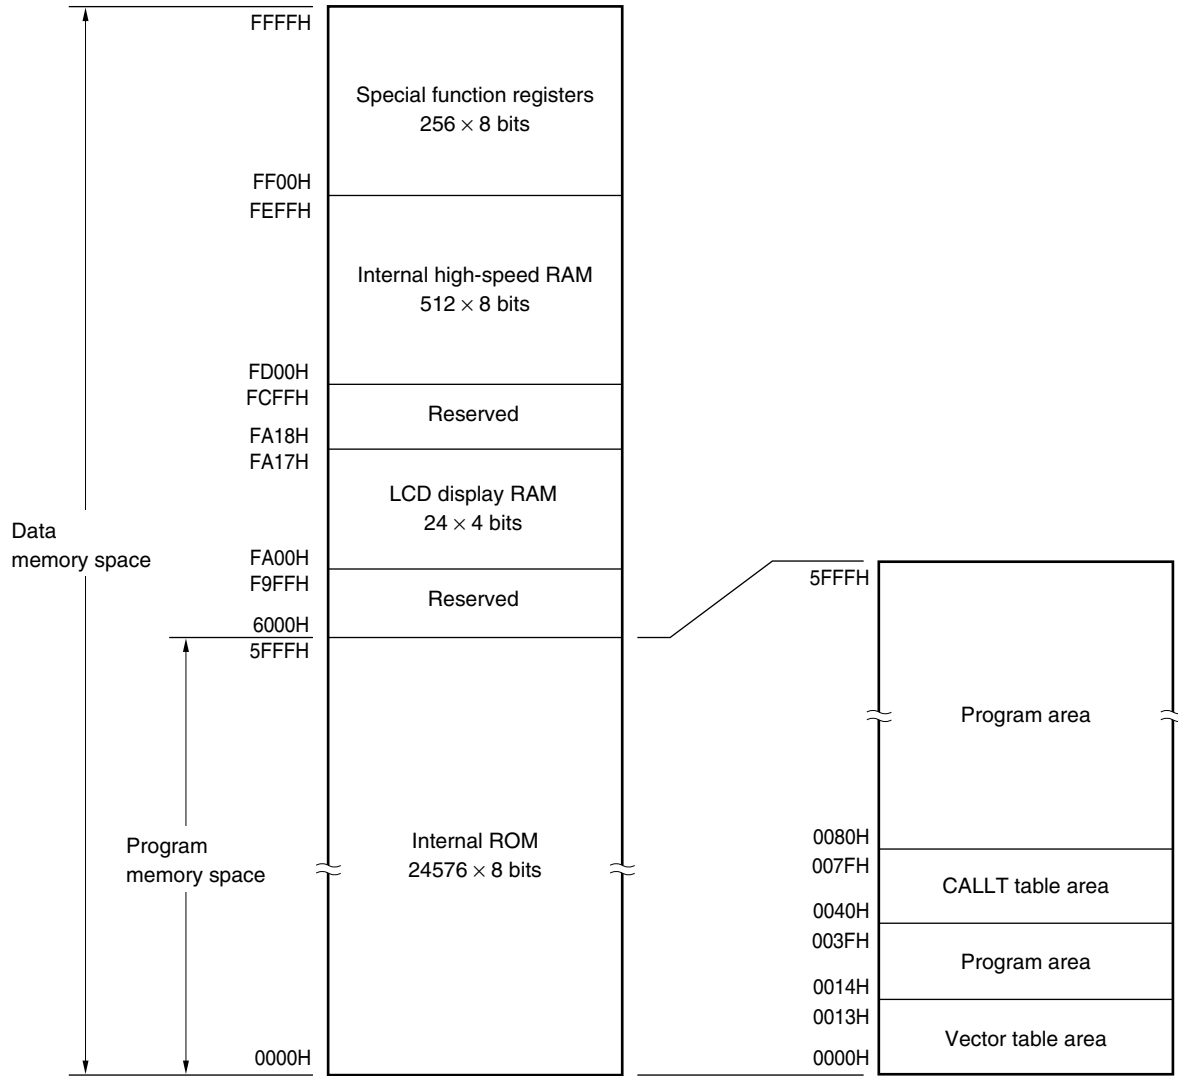 FFFFH
Special function registers
256 × 8 bits
FF00H
FEFFH
Internal high-speed RAM
512 × 8 bits
FD00H
FCFFH
Reserved
FA18H
FA17H
LCD display RAM
24 × 4 bits
Data
memory space
FA00H
F9FFH
Reserved
6000H
5FFFH
Program
memory space
Internal ROM
24576 × 8 bits
0000H
5FFFH
Program area
0080H
007FH
CALLT table area
0040H
003FH
Program area
0014H
0013H
Vector table area
0000H